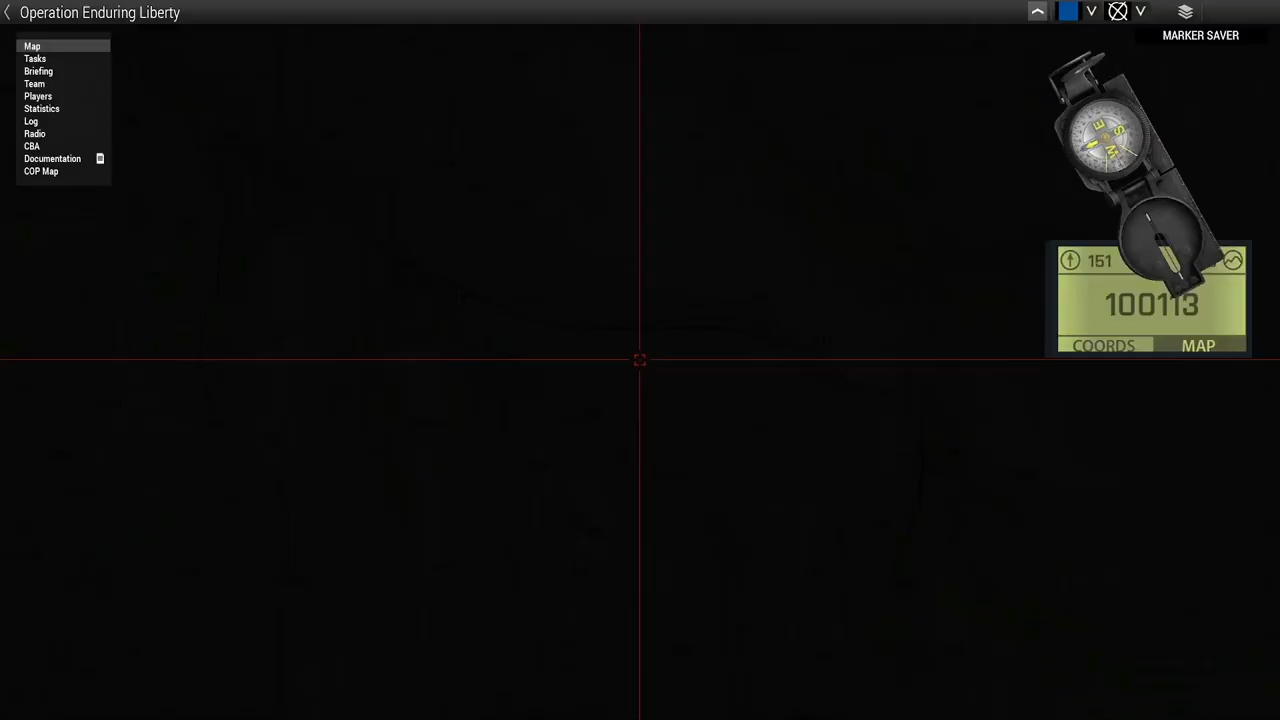 Operation Enduring Liberty
MARKER SAVER
Map
Tasks
Briefing
Team
Players
Statistics
Log
Radio
CBA
Documentation
COP Map
E
S
W
151
100113
COORDS
MAP